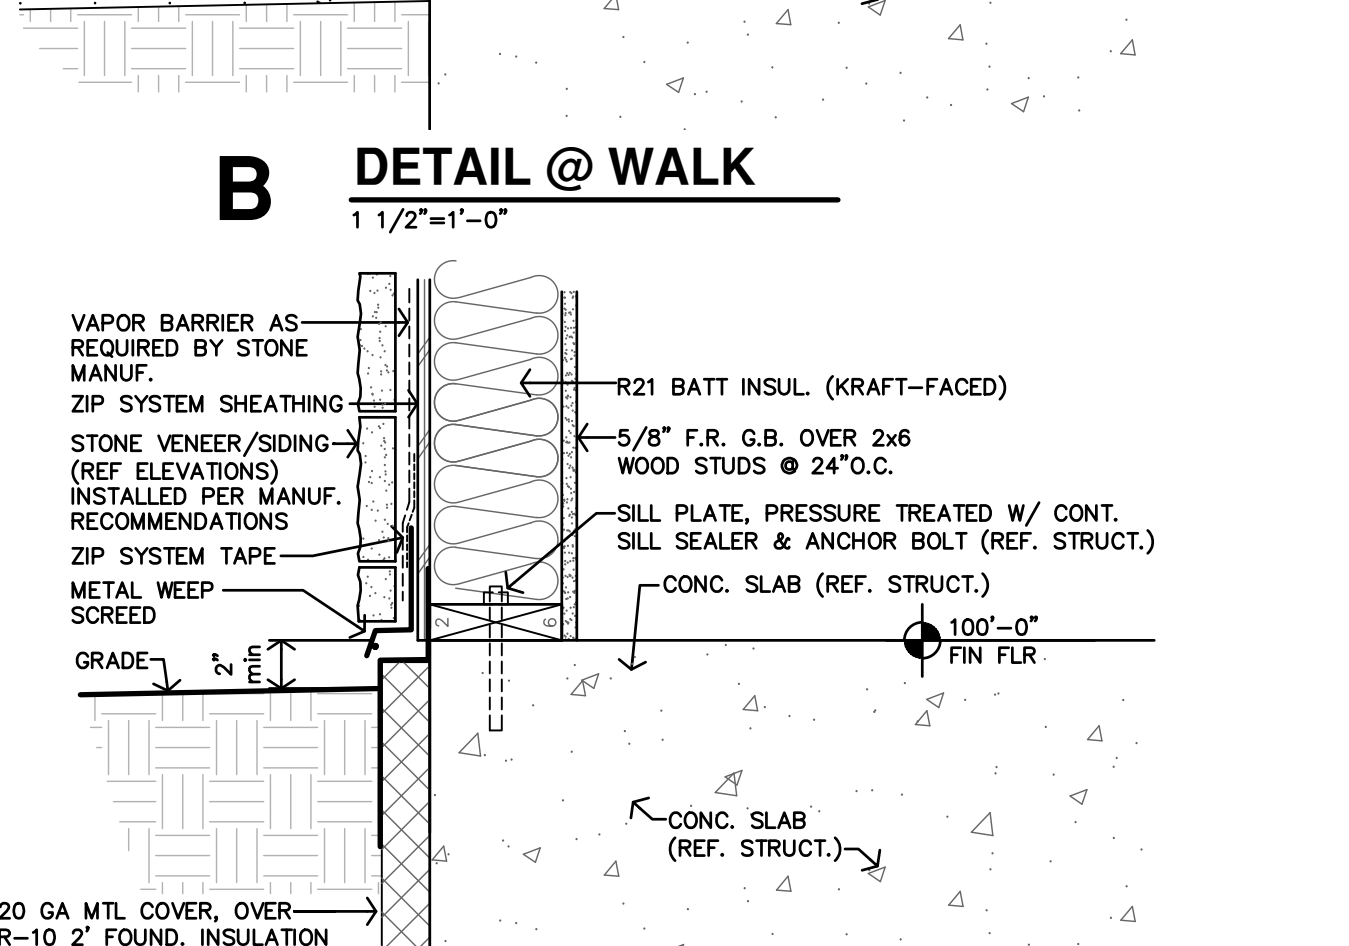 B
DETAIL @ WALK
1 1/2"=1'-0"
VAPOR BARRIER AS
REQUIRED BY STONE
MANUF.
ZIP SYSTEM SHEATHING
STONE VENEER/SIDING
(REF ELEVATIONS)
INSTALLED PER MANUF.
RECOMMENDATIONS
ZIP SYSTEM TAPE
METAL WEEP
SCREED
GRADE
2"
min
R21 BATT INSUL. (KRAFT-FACED)
5/8" F.R. G.B. OVER 2x6
WOOD STUDS @ 24"O.C.
SILL PLATE, PRESSURE TREATED W/ CONT.
SILL SEALER & ANCHOR BOLT (REF. STRUCT.)
CONC. SLAB (REF. STRUCT.)
2 6
100'-0"
FIN FLR
CONC. SLAB
(REF. STRUCT.)
20 GA MTL COVER, OVER
R-10 2' FOUND. INSULATION